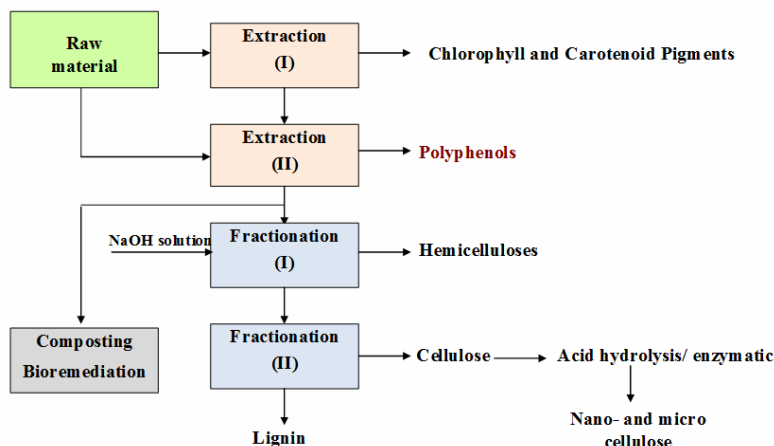 Raw
material
Extraction
(I)
Chlorophyll and Carotenoid Pigments
Extraction
(II)
Polyphenols
NaOH solution
Fractionation
(I)
Hemicelluloses
Composting
Bioremediation
Fractionation
(II)
Cellulose
Acid hydrolysis/ enzymatic
Lignin
Nano- and micro
cellulose